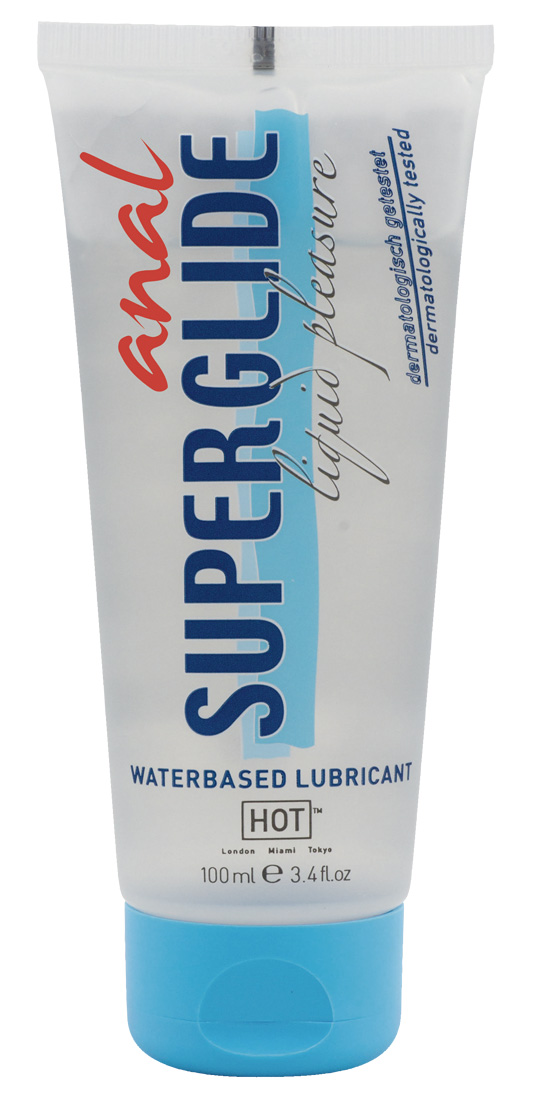 anal
SUPERGLIDE
liquid pleasure
dermatologisch getestet
dermatologically tested
WATERBASED LUBRICANT
HOT™
London Miami Tokyo
100 ml e 3.4 fl.oz